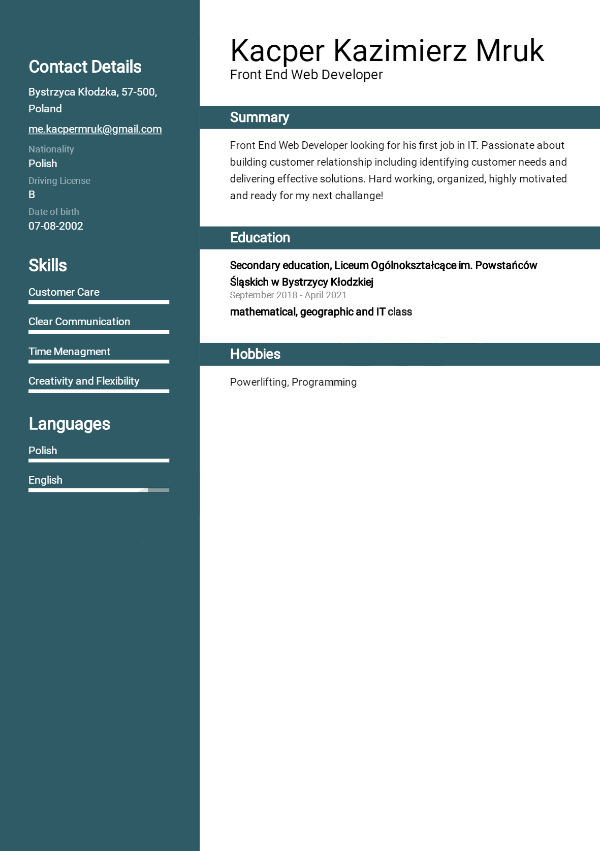 Contact Details
Bystrzyca Kłodzka, 57-500,
Poland
me.kacpermruk@gmail.com
Nationality
Polish
Driving License
B
Date of birth
07-08-2002
Skills
Customer Care
Clear Communication
Time Menagment
Creativity and Flexibility
Languages
Polish
English
Kacper Kazimierz Mruk
Front End Web Developer
Summary
Front End Web Developer looking for his first job in IT. Passionate about
building customer relationship including identifying customer needs and
delivering effective solutions. Hard working, organized, highly motivated
and ready for my next challange!
Education
Secondary education, Liceum Ogólnokształcące im. Powstańców
Śląskich w Bystrzycy Kłodzkiej
September 2018 - April 2021
mathematical, geographic and IT class
Hobbies
Powerlifting, Programming